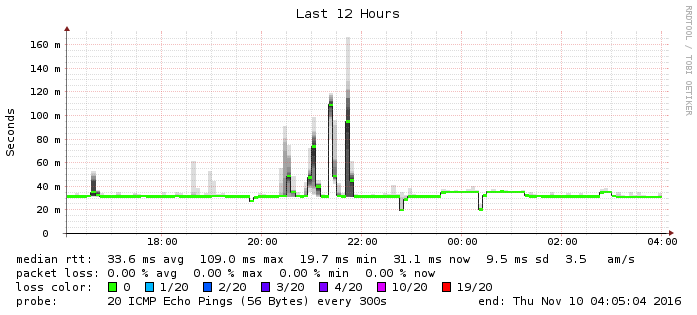 Last 12 Hours
RRDTOOL / TOBI OETIKER
Seconds
160 m
140 m
120 m
100 m
80 m
60 m
40 m
20 m
0
18:00 20:00 22:00 00:00 02:00 04:00
median rtt: 33.6 ms avg 109.0 ms max 19.7 ms min 31.1 ms now 9.5 ms sd 3.5 am/s
packet loss: 0.00 % avg 0.00 % max 0.00 % min 0.00 % now
loss color: 0 1/20 2/20 3/20 4/20 10/20 19/20
probe: 20 ICMP Echo Pings (56 Bytes) every 300s end: Thu Nov 10 04:05:04 2016